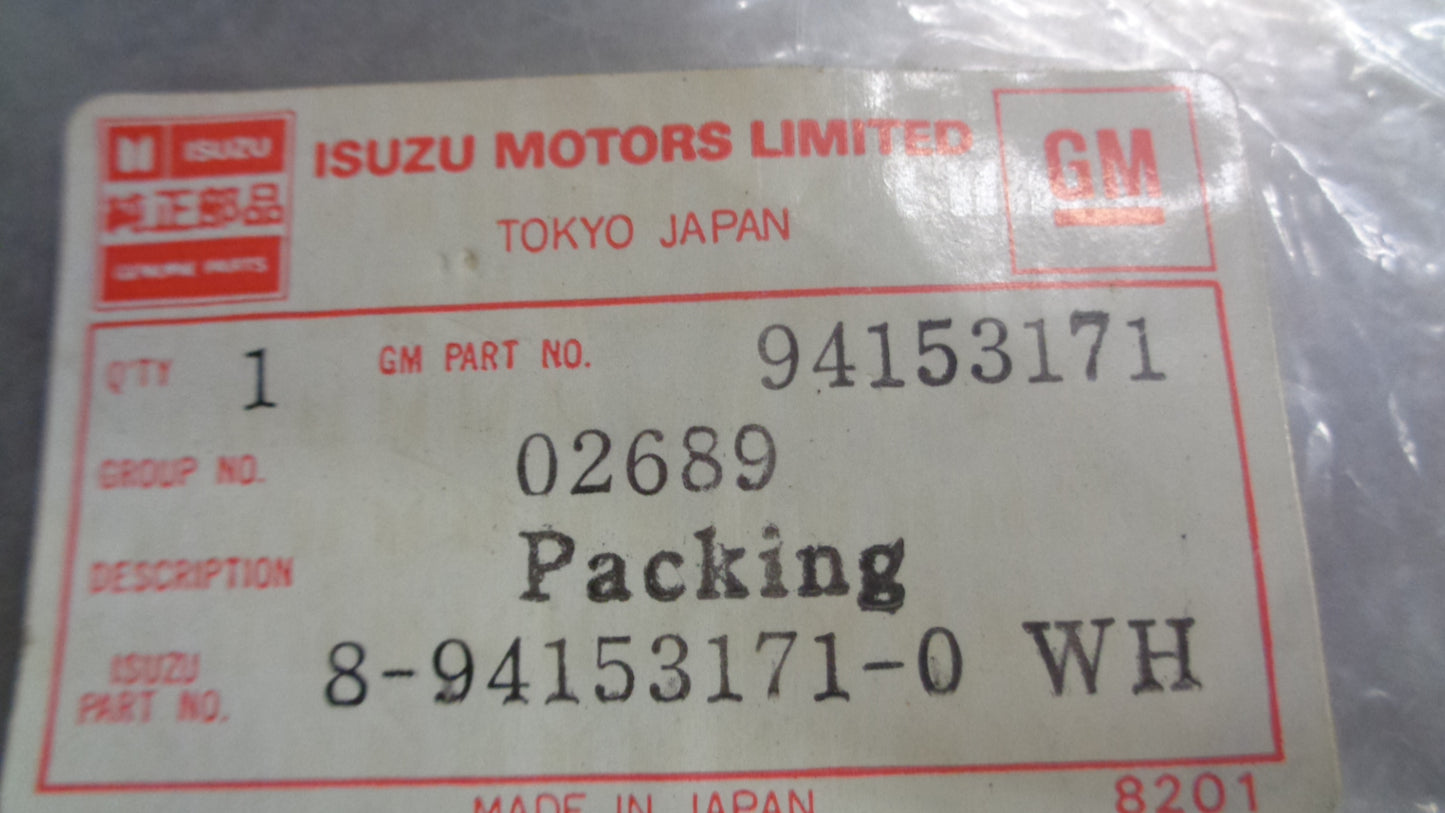 ISUZU
純正部品
GENUINE PARTS
ISUZU MOTORS LIMITED
TOKYO JAPAN
GM
Q'TY 1 GM PART NO. 94153171
GROUP NO. 02689
DESCRIPTION Packing
ISUZU
PART NO. 8-94153171-0 WH
MADE IN JAPAN 8201